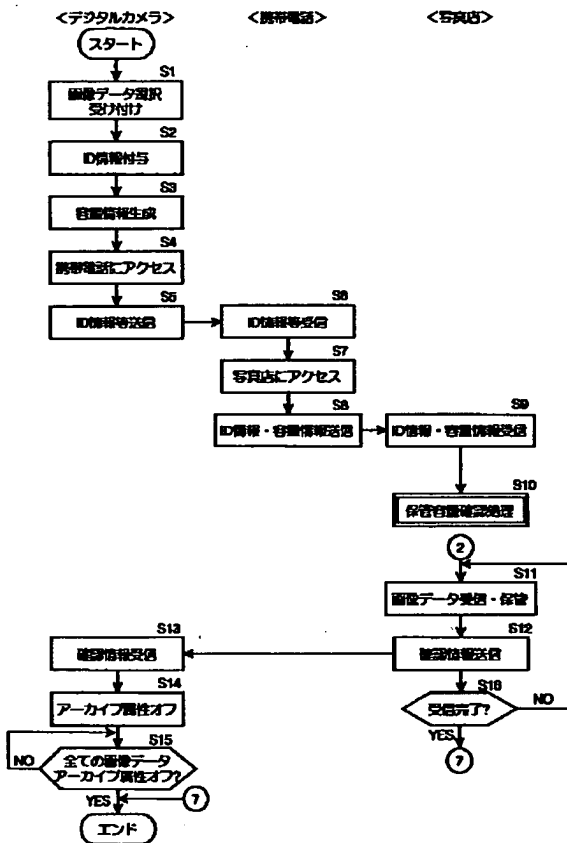 <デジタルカメラ> <携帯電話> <写真店>
スタート
S1
画像データ選択
受け付け
S2
ID情報付与
S3
容量情報生成
S4
携帯電話にアクセス
S5 S6
ID情報等送信 ID情報等受信
S7
写真店にアクセス
S8 S9
ID情報・容量情報送信 ID情報・容量情報受信
S10
保管容量確認処理
2
S11
画像データ受信・保管
S13 S12
確認情報受信 確認情報送信
S14 S16
アーカイブ属性オフ 受信完了? NO
S15 YES
NO 全ての画像データ 7
アーカイブ属性オフ?
YES 7
エンド